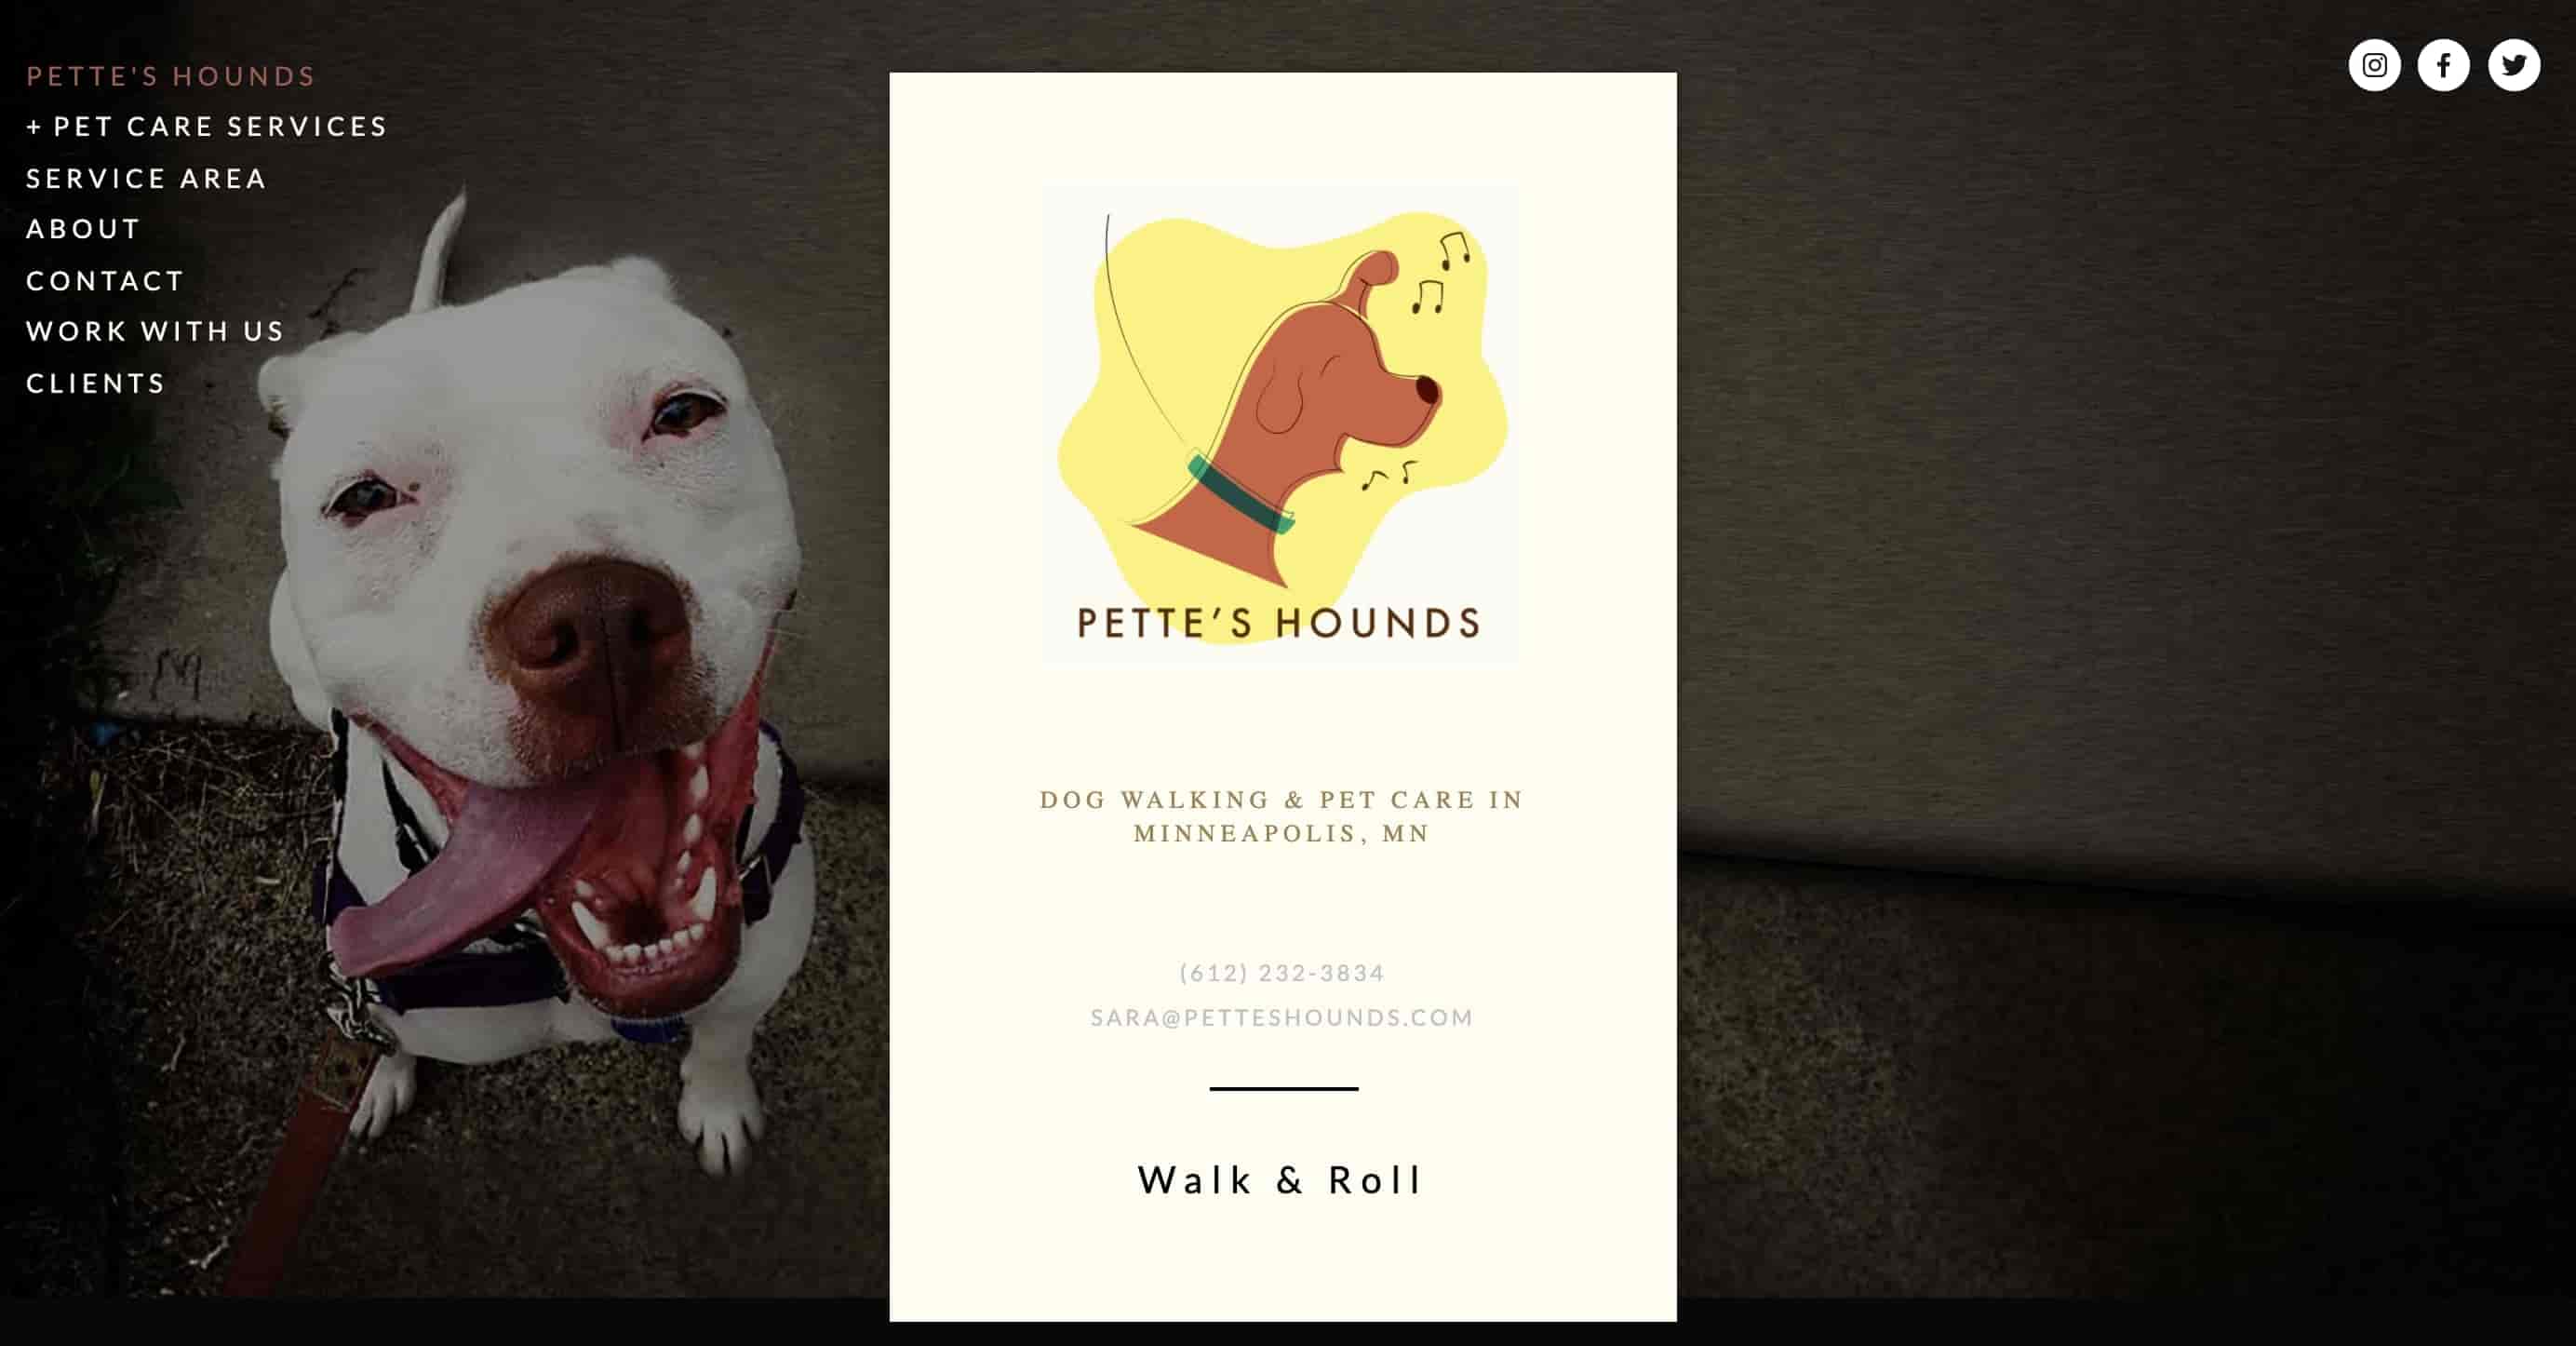 PETTE'S HOUNDS
+ PET CARE SERVICES
SERVICE AREA
ABOUT
CONTACT
WORK WITH US
CLIENTS
PETTE’S HOUNDS
DOG WALKING & PET CARE IN
MINNEAPOLIS, MN
(612) 232-3834
SARA@PETTESHOUNDS.COM
Walk & Roll